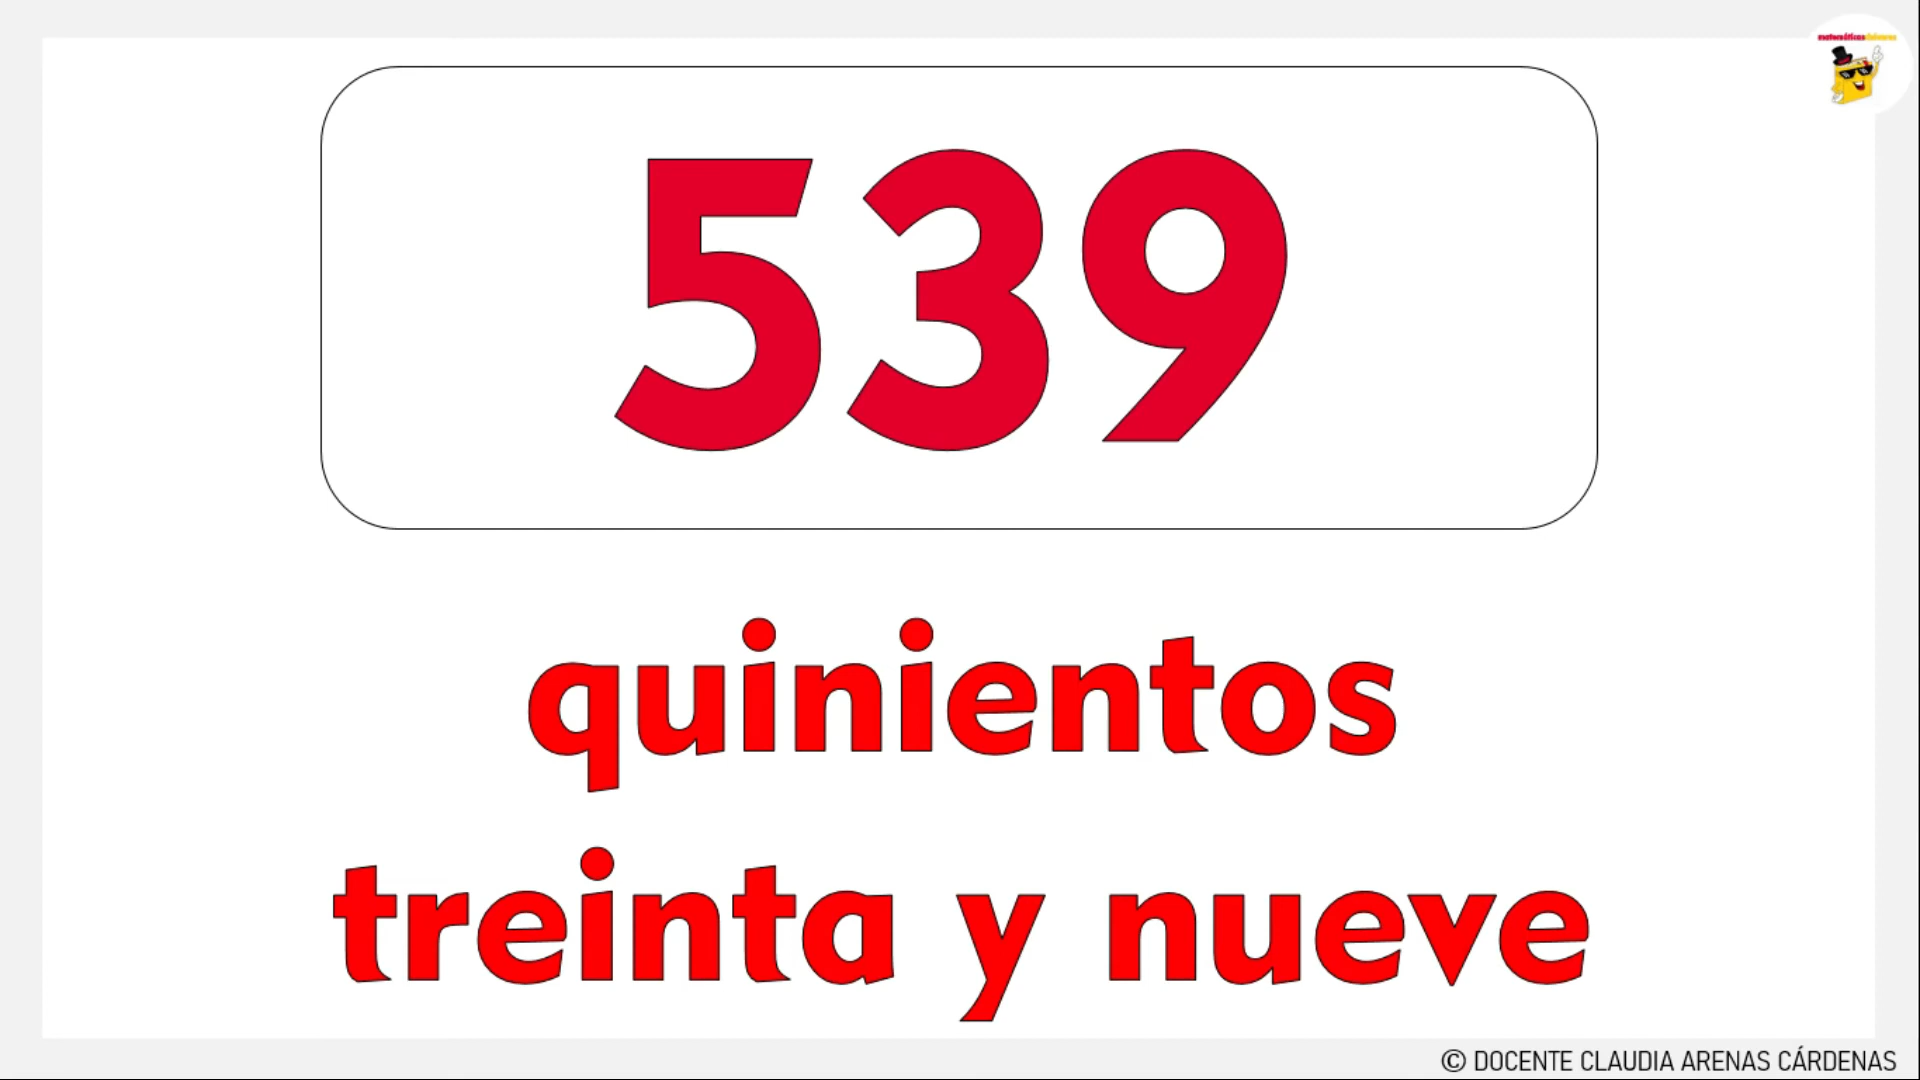 539
quinientos
treinta y nueve
© DOCENTE CLAUDIA ARENAS CÁRDENAS